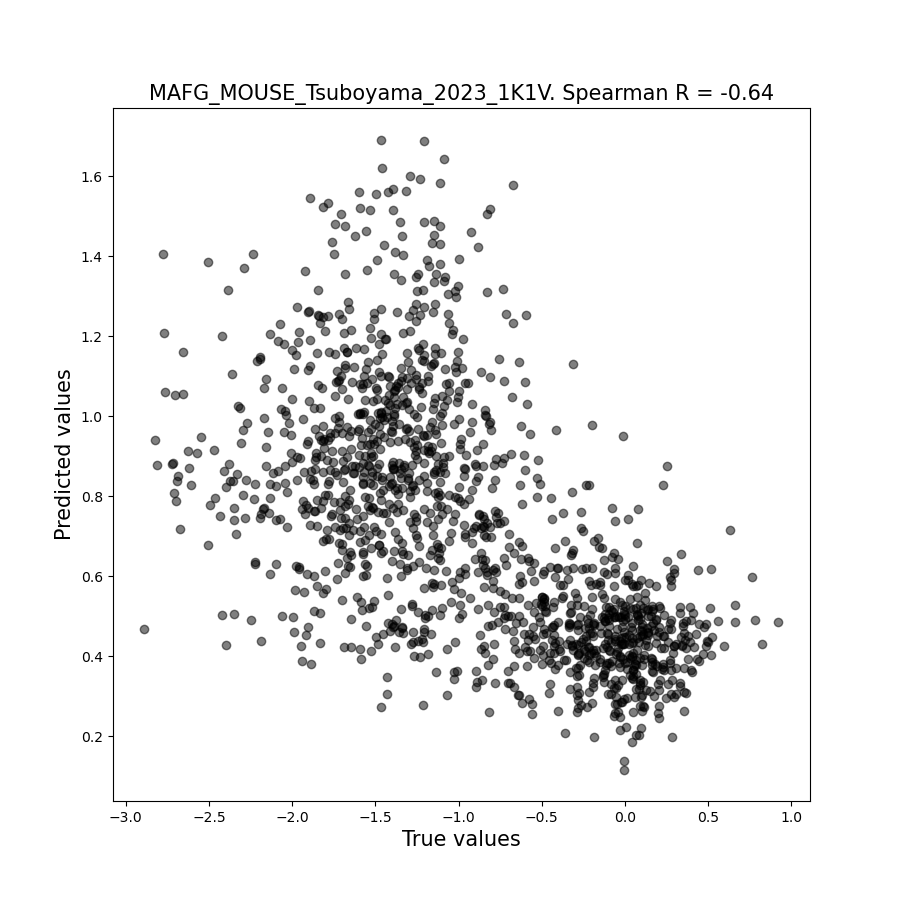 MAFG_MOUSE_Tsuboyama_2023_1K1V. Spearman R = -0.64
1.6
1.4
1.2
1.0
0.8
0.6
0.4
0.2
Predicted values
−3.0 −2.5 −2.0 −1.5 −1.0 −0.5 0.0 0.5 1.0
True values